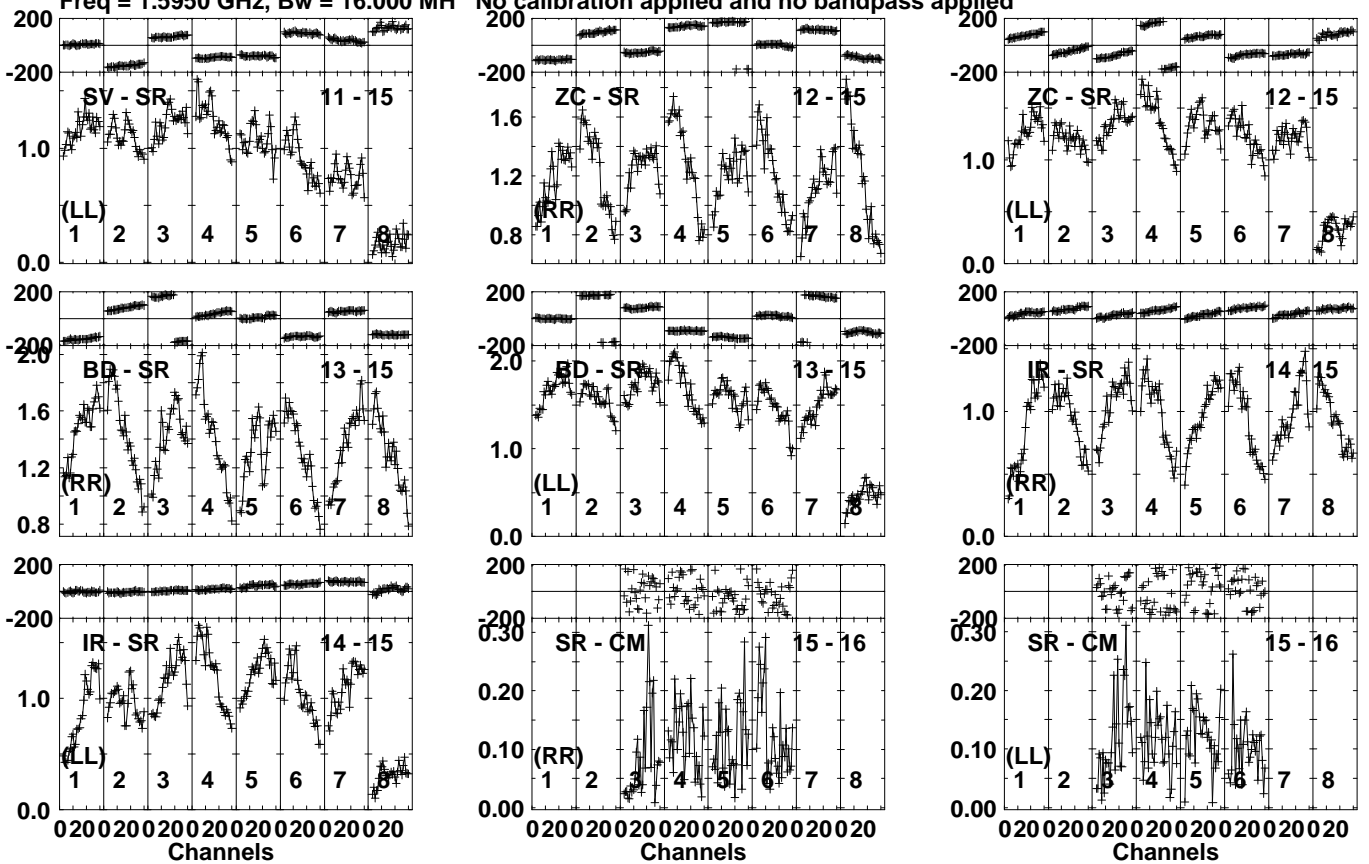 Freq = 1.5950 GHz, Bw = 16.000 MH No calibration applied and no bandpass applied
200 200 200
-200 -200 -200
SV - SR 11 - 15 ZC - SR 12 - 15 ZC - SR 12 - 15
1.6
1.0 1.4 1.0
1.2
1.0
(LL) (RR) (LL)
1 2 3 4 5 6 7 8 1 2 3 4 5 6 7 8 1 2 3 4 5 6 7 8
0.0 0.8 0.0
200 200 200
-200 -200 -200
2.0 2.0
BD - SR 13 - 15 BD - SR 13 - 15 IR - SR 14 - 15
1.6 1.0
1.2 1.0
(RR) (LL) (RR)
1 2 3 4 5 6 7 8 1 2 3 4 5 6 7 8 1 2 3 4 5 6 7 8
0.8 0.0 0.0
200 200 200
-200 -200 -200
0.30 0.30
IR - SR 14 - 15 SR - CM 15 - 16 SR - CM 15 - 16
1.0 0.20 0.20
0.10 0.10
(LL) (RR) (LL)
1 2 3 4 5 6 7 8 1 2 3 4 5 6 7 8 1 2 3 4 5 6 7 8
0.0 0.00 0.00
0 20 0 20 0 20 0 20 0 20 0 20 0 20 0 20 0 20 0 20 0 20 0 20 0 20 0 20 0 20 0 20 0 20 0 20 0 20 0 20 0 20 0 20 0 20 0 20
Channels Channels Channels